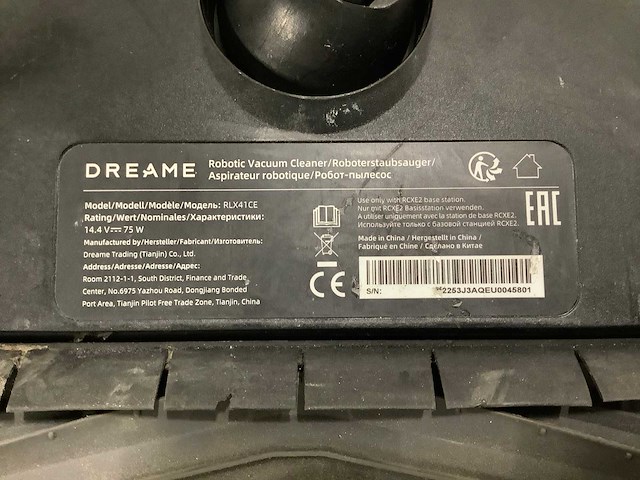 DREAME
Robotic Vacuum Cleaner/Roboterstaubsauger/
Aspirateur robotique/Робот-пылесос
Model/Modell/Modèle/Модель: RLX41CE
Rating/Wert/Nominales/Характеристики:
14.4 V⎓ 75 W
Manufactured by/Hersteller/Fabricant/Изготовитель:
Dreame Trading (Tianjin) Co., Ltd.
Address/Adresse/Adresse/Адрес:
Room 2112-1-1, South District, Finance and Trade
Center, No.6975 Yazhou Road, Dongjiang Bonded
Port Area, Tianjin Pilot Free Trade Zone, Tianjin, China
CE
Use only with RCXE2 base station.
Nur mit RCXE2 Basisstation verwenden.
A utiliser uniquement avec la station de base RCXE2.
Используйте только с базовой станцией RCXE2.
Made in China / Hergestellt in China /
Fabriqué en Chine / Сделано в Китае
EAC
S/N:
2253J3AQEU0045801